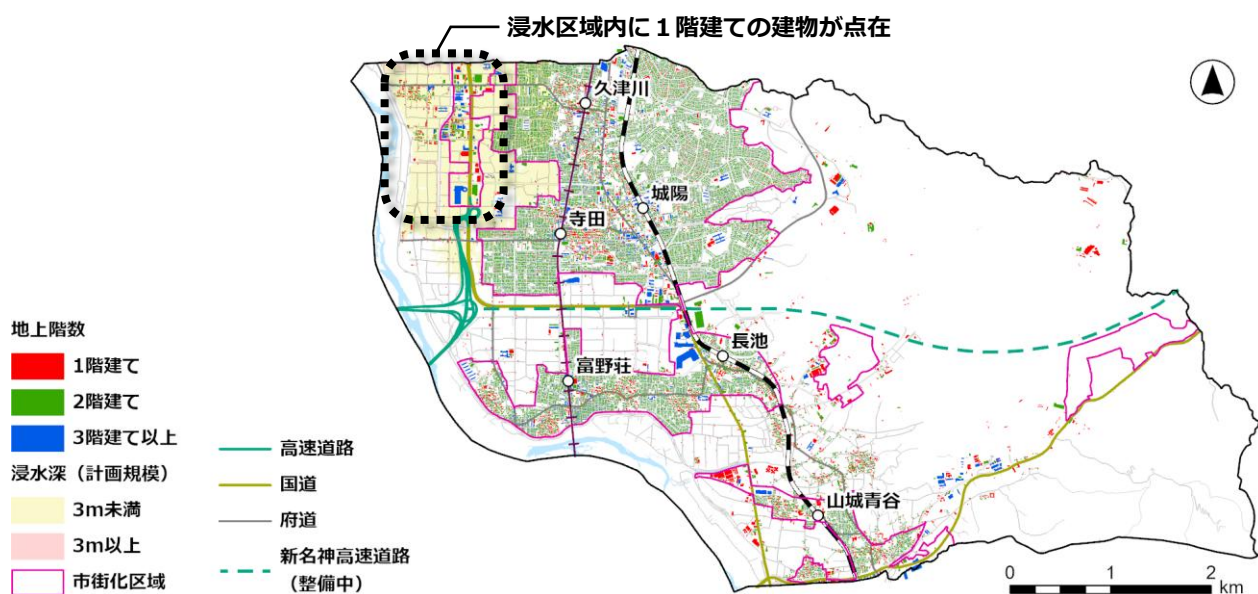 浸水区域内に１階建ての建物が点在
久津川
城陽
寺田
長池
富野荘
山城青谷
地上階数
1階建て
2階建て
3階建て以上
浸水深（計画規模）
3m未満
3m以上
市街化区域
高速道路
国道
府道
新名神高速道路
（整備中）
0 1 2
km